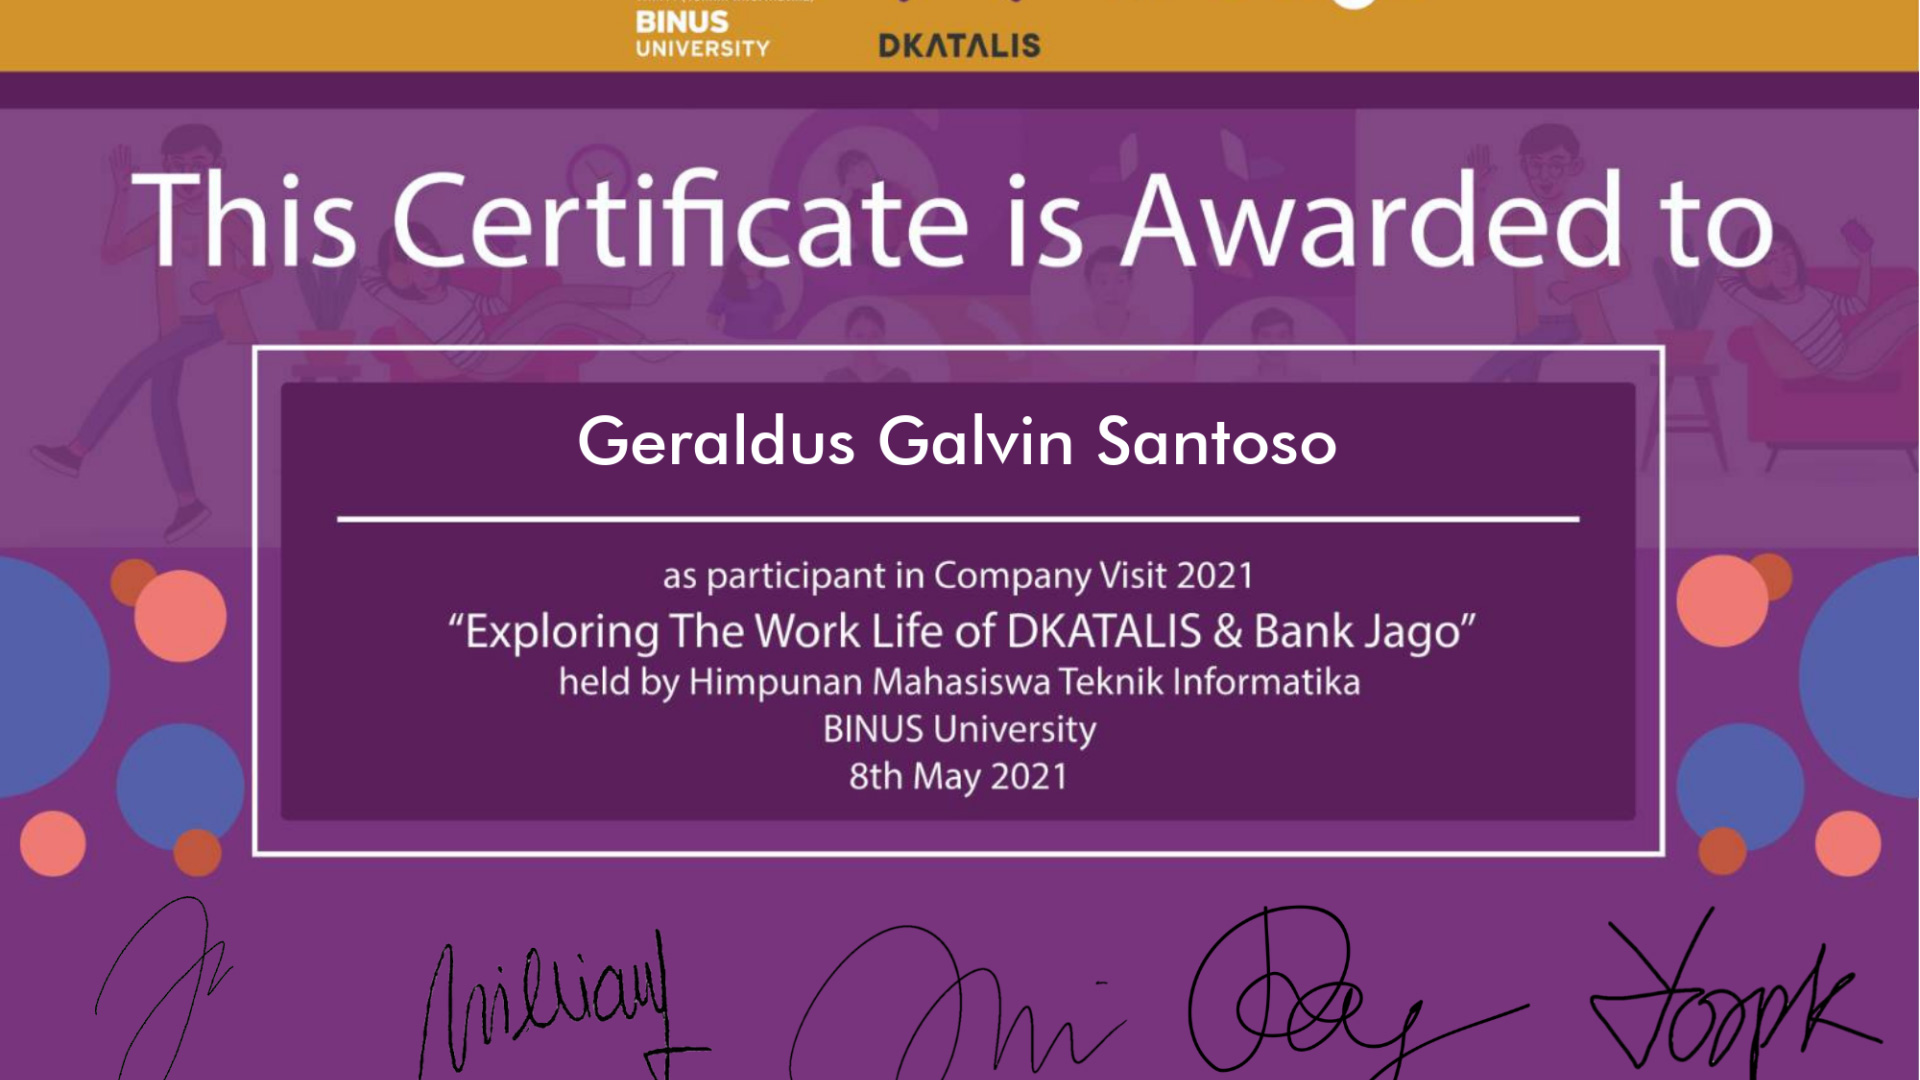 BINUS
UNIVERSITY
DKATALIS
This Certificate is Awarded to
Geraldus Galvin Santoso
as participant in Company Visit 2021
“Exploring The Work Life of DKATALIS & Bank Jago”
held by Himpunan Mahasiswa Teknik Informatika
BINUS University
8th May 2021